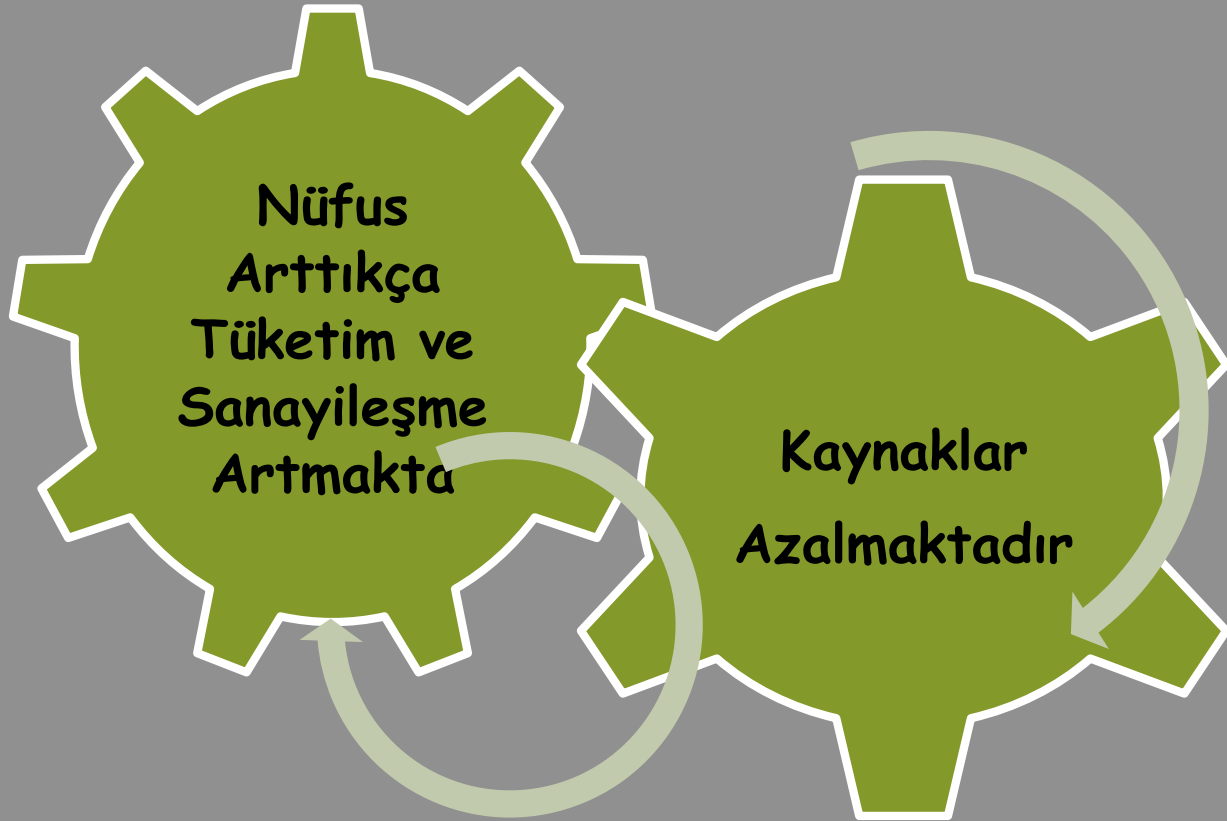 Nüfus
Arttıkça
Tüketim ve
Sanayileşme
Artmakta
Kaynaklar
Azalmaktadır